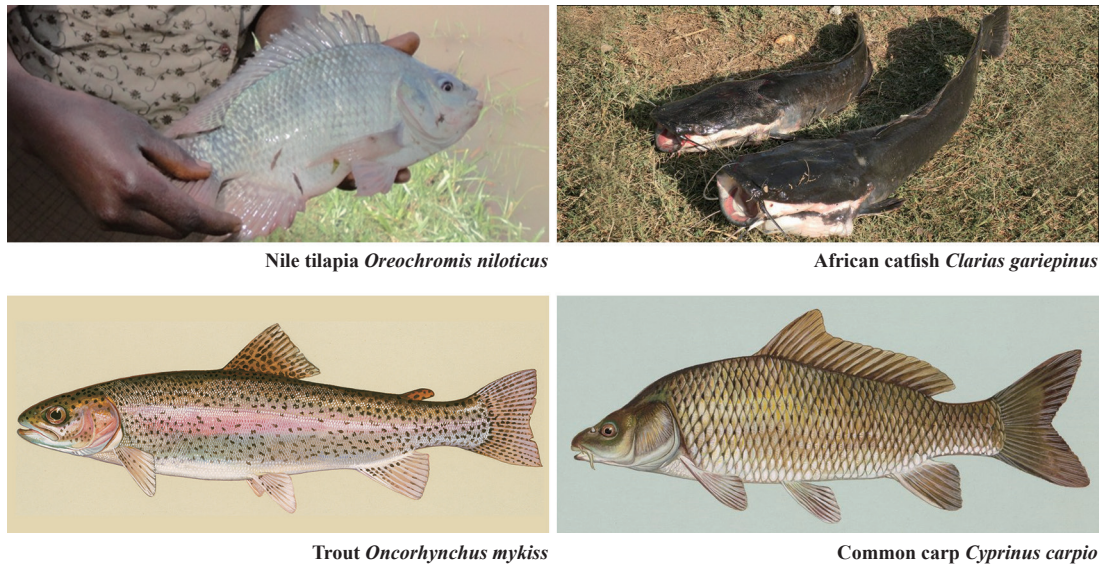 Nile tilapia Oreochromis niloticus
African catfish Clarias gariepinus
Trout Oncorhynchus mykiss
Common carp Cyprinus carpio